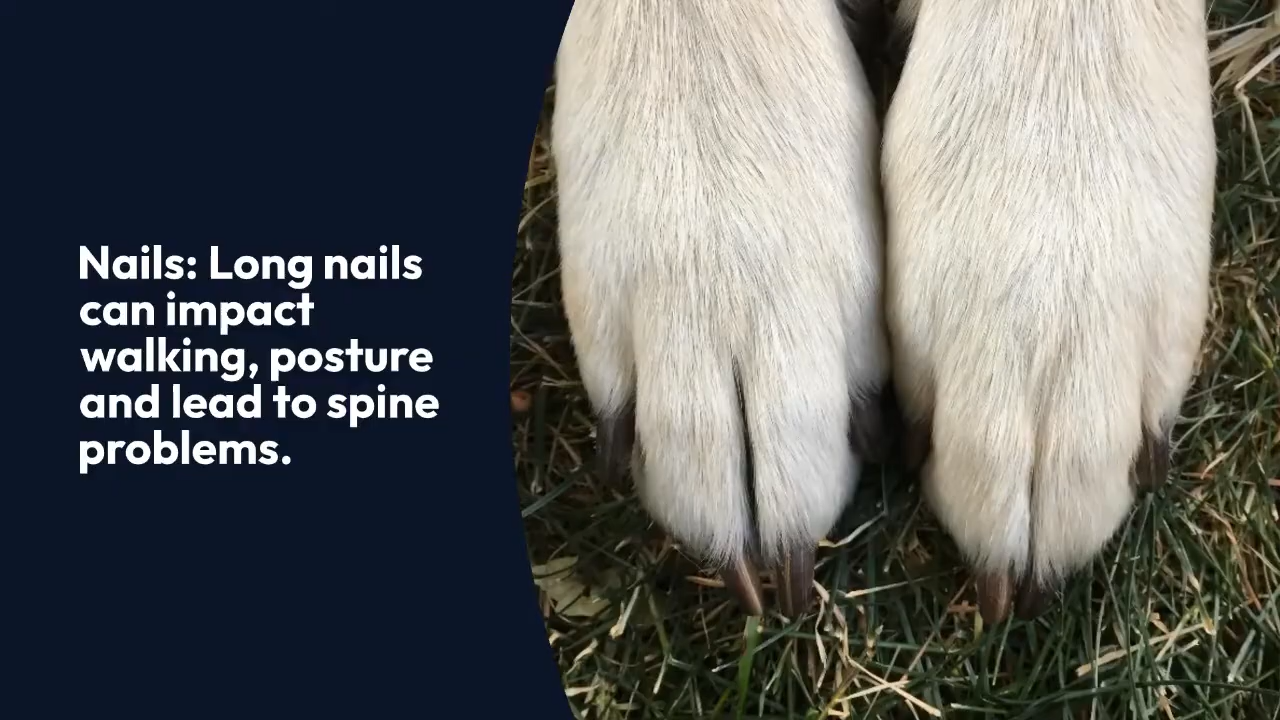 Nails: Long nails
can impact
walking, posture
and lead to spine
problems.